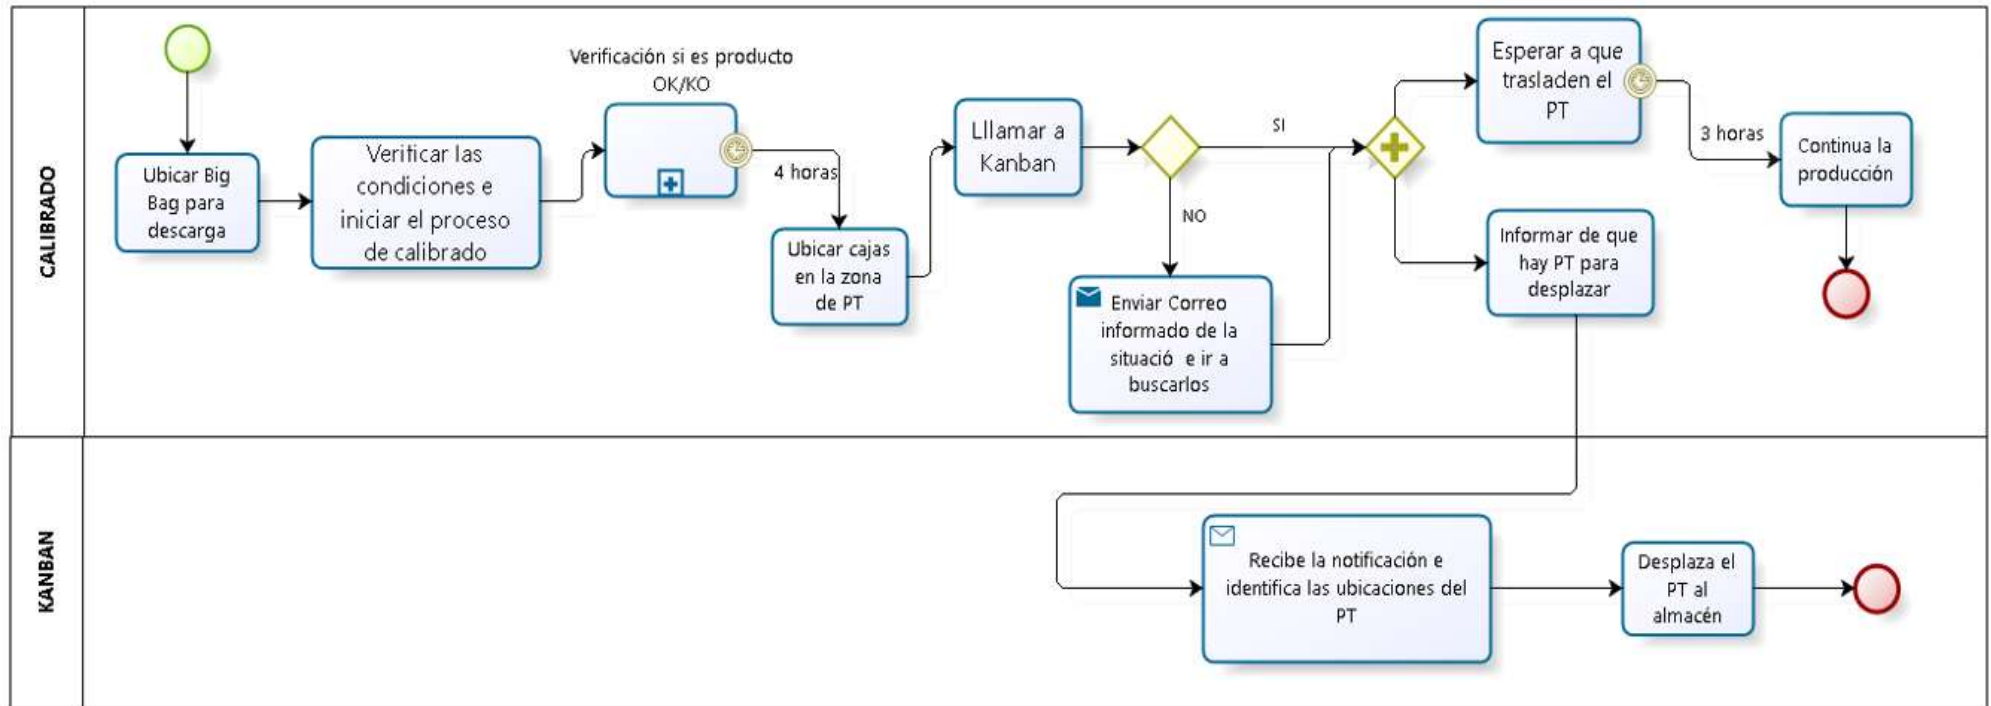 CALIBRADO
Ubicar Big
Bag para
descarga
Veriticar las
condiciones e
iniciar el proceso
de calibrado
Verificación si es producto
OK/KO
4 horas
Ubicar cajas
en la zona
de PT
Lllamar a
Kanban
SI
NO
Enviar Correo
informado de la
situació e ir a
buscarlos
Esperar a que
trasladen el
PT
3 horas
Continua la
producción
Informar de que
hay PT para
desplazar
KANBAN
Recibe la notificación e
identifica las ubicaciones del
PT
Desplaza el
PT al
almacén